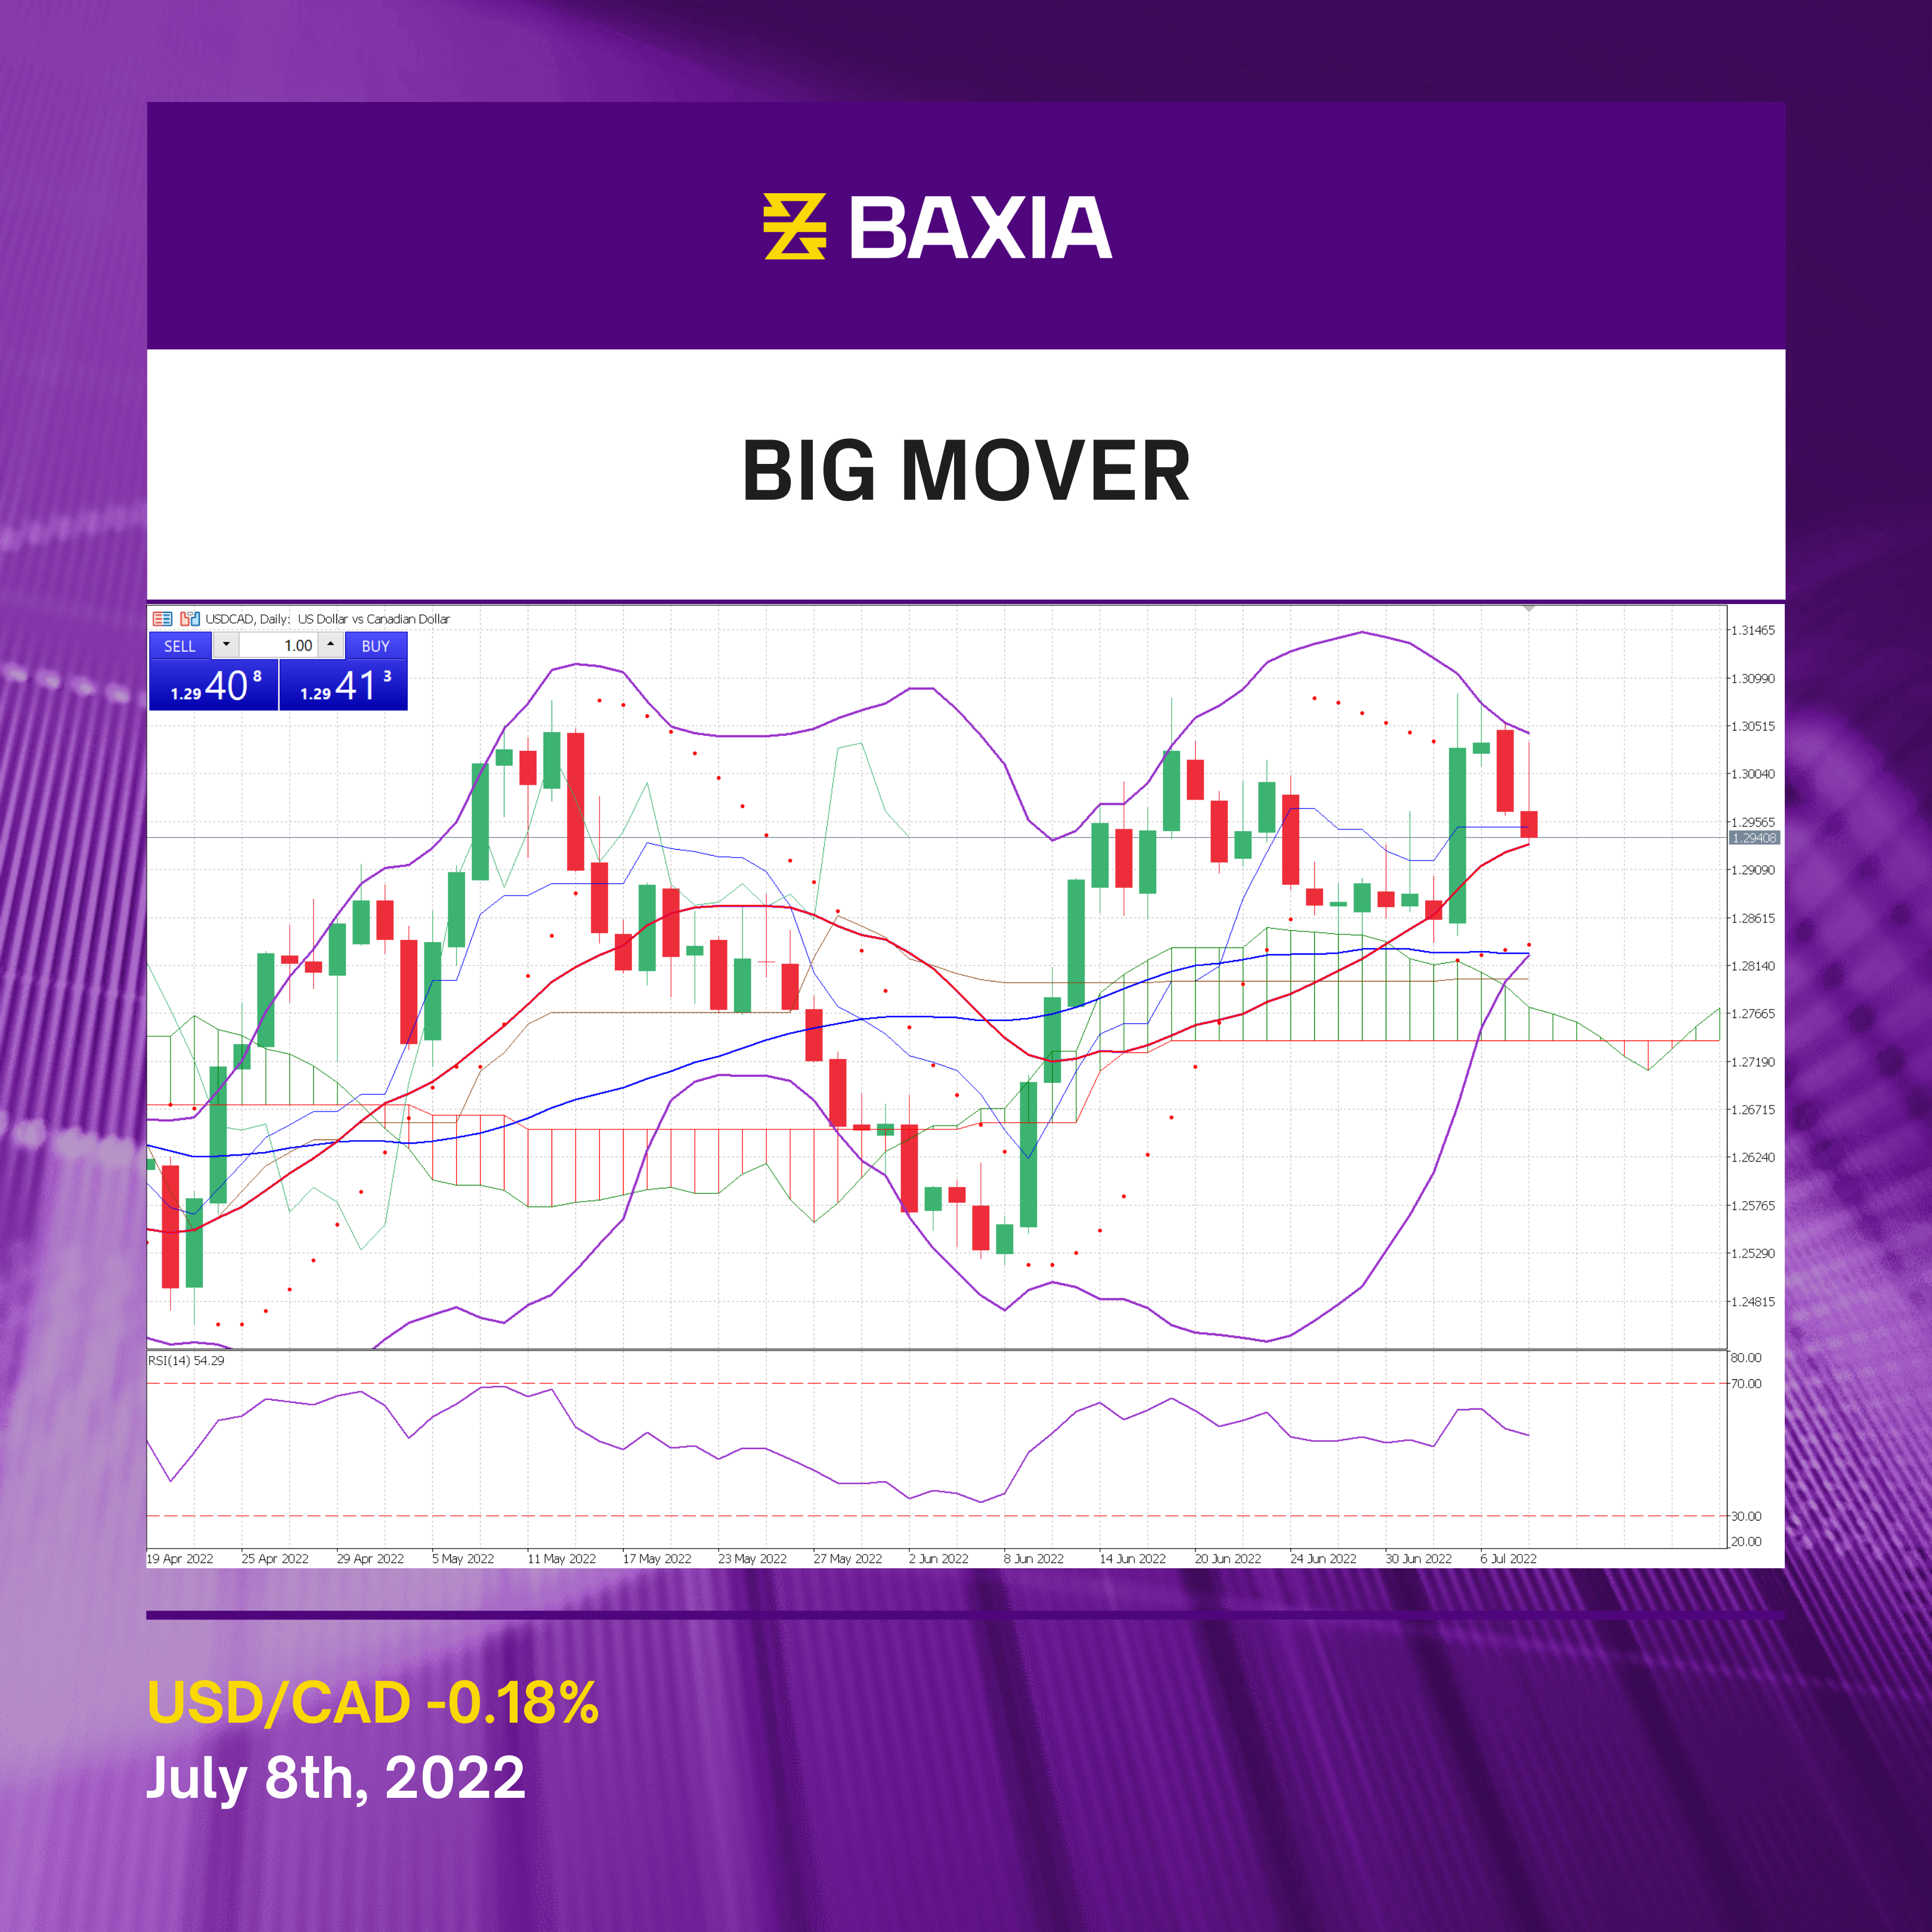 BAXIA
BIG MOVER
USDCAD, Daily: US Dollar vs Canadian Dollar
SELL 1.00 BUY
1.29 40 8 1.29 41 3
1.31465
1.30990
1.30515
1.30040
1.29565
1.29408
1.29090
1.28615
1.28140
1.27665
1.27190
1.26715
1.26240
1.25765
1.25290
1.24815
RSI(14) 54.29
80.00
70.00
30.00
20.00
19 Apr 2022 25 Apr 2022 29 Apr 2022 5 May 2022 11 May 2022 17 May 2022 23 May 2022 27 May 2022 2 Jun 2022 8 Jun 2022 14 Jun 2022 20 Jun 2022 24 Jun 2022 30 Jun 2022 6 Jul 2022
USD/CAD -0.18%
July 8th, 2022